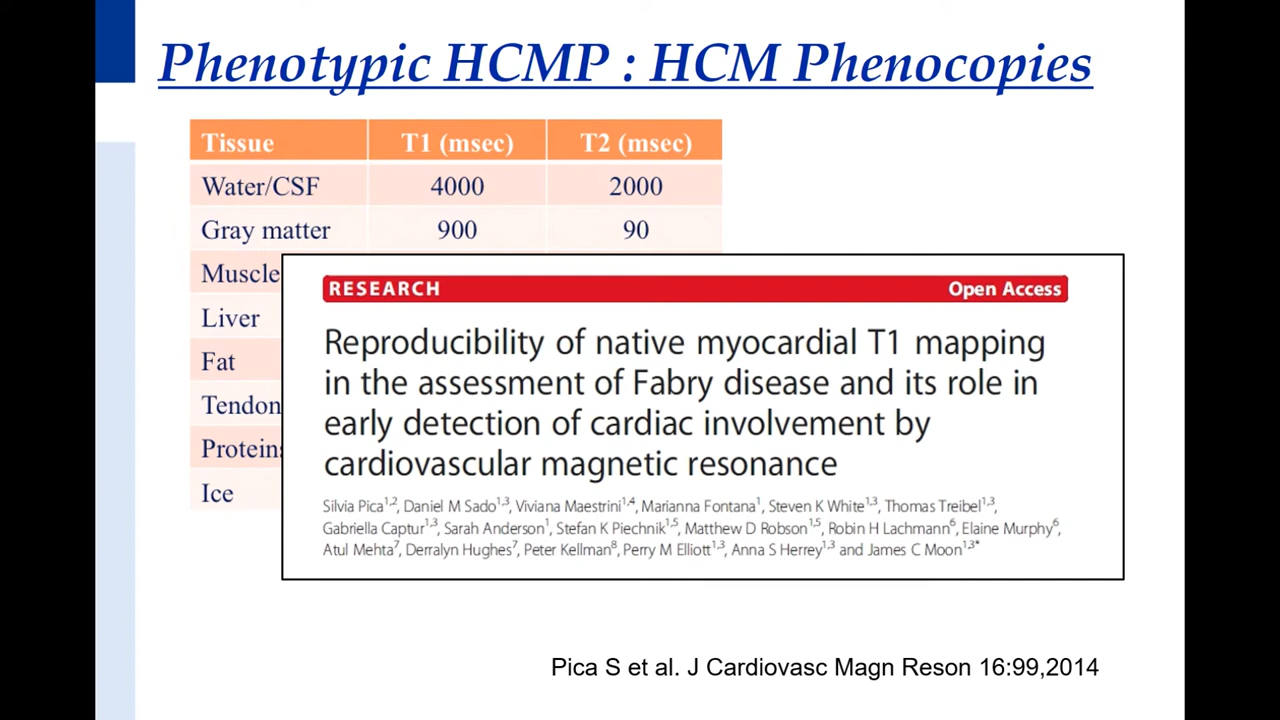 Phenotypic HCMP : HCM Phenocopies
Tissue T1 (msec) T2 (msec)
Water/CSF 4000 2000
Gray matter 900 90
Muscle
Liver
Fat
Tendon
Proteins
Ice
RESEARCH Open Access
Reproducibility of native myocardial T1 mapping
in the assessment of Fabry disease and its role in
early detection of cardiac involvement by
cardiovascular magnetic resonance
Silvia Pica1,2, Daniel M Sado1,3, Viviana Maestrini1,4, Marianna Fontana1, Steven K White1,3, Thomas Treibel1,3,
Gabriella Captur1,3, Sarah Anderson1, Stefan K Piechnik1,5, Matthew D Robson1,5, Robin H Lachmann6, Elaine Murphy6,
Atul Mehta7, Derralyn Hughes7, Peter Kellman8, Perry M Elliott1,3, Anna S Herrey1,3 and James C Moon1,3*
Pica S et al. J Cardiovasc Magn Reson 16:99,2014